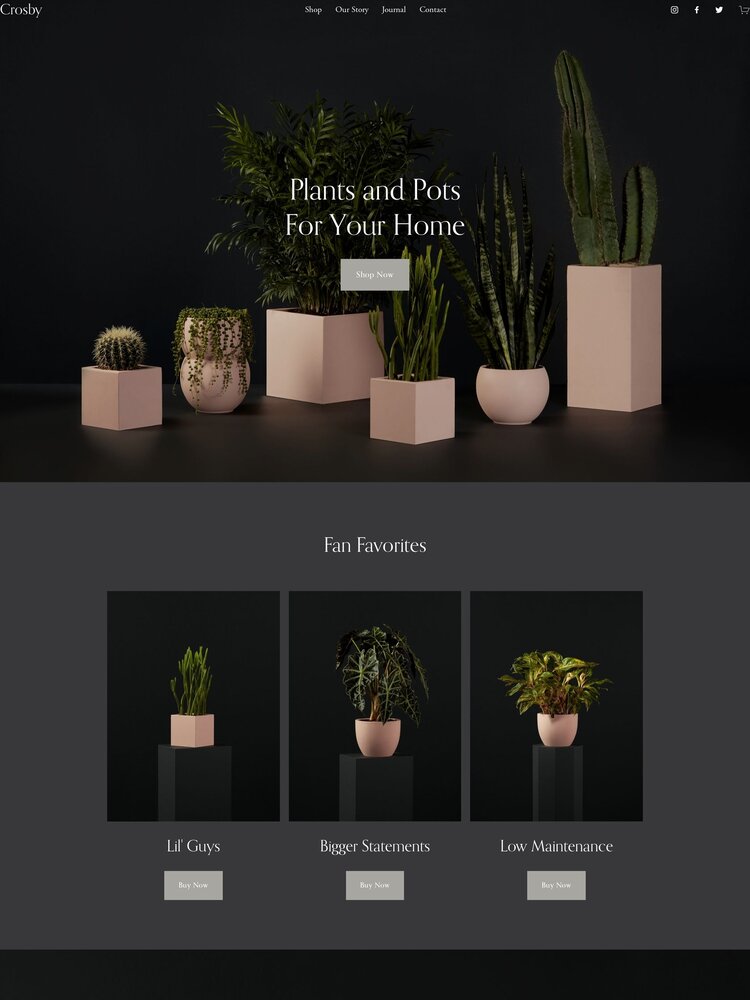 Crosby
Shop
Our Story
Journal
Contact
Plants and Pots
For Your Home
Shop Now
Fan Favorites
Lil' Guys
Bigger Statements
Low Maintenance
Buy Now
Buy Now
Buy Now